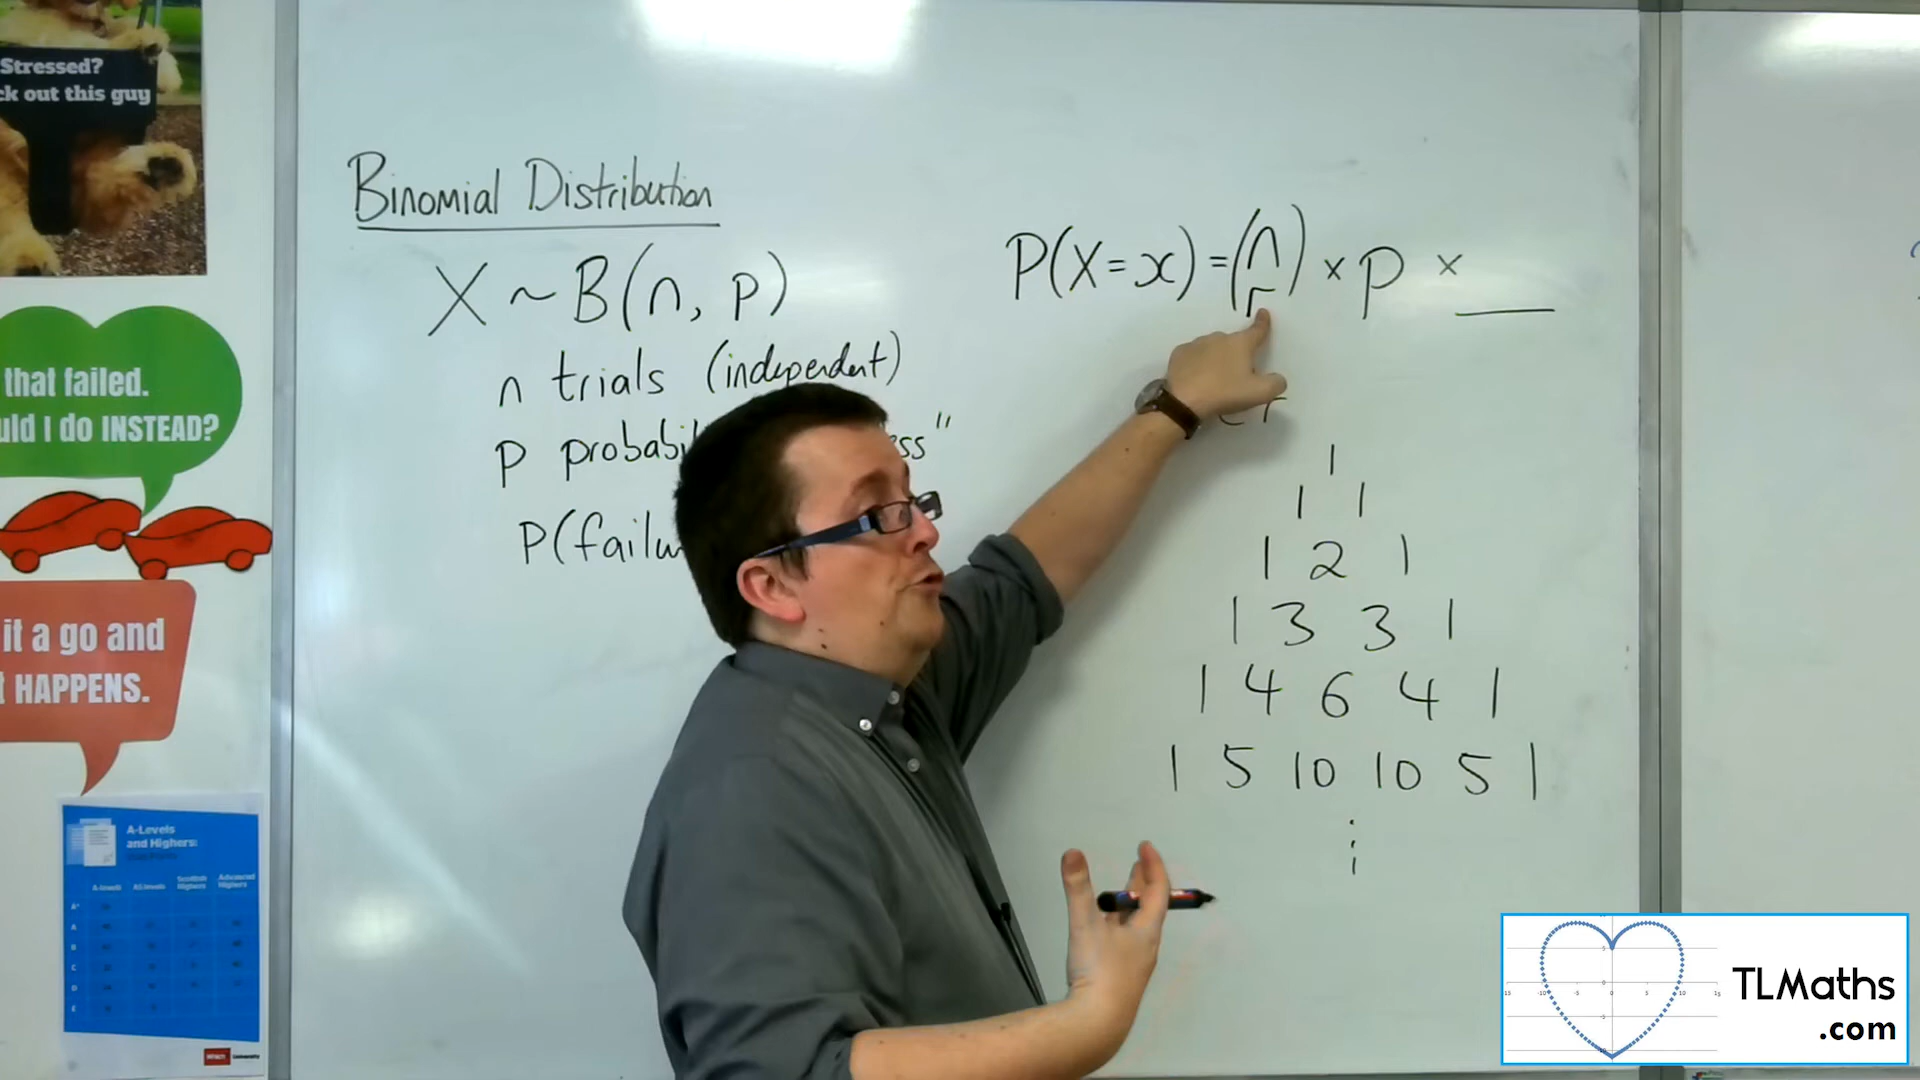 Stressed?
ck out this guy
that failed.
uld I do INSTEAD?
it a go and
t HAPPENS.
A-Levels
and Highers:
Binomial Distribution
X ~ B(n, p)
n trials (independent)
p probabi ess"
P(failu
P(X=x) = (n r) × p × ___
1
1 1
1 2 1
1 3 3 1
1 4 6 4 1
1 5 10 10 5 1
TLMaths
.com